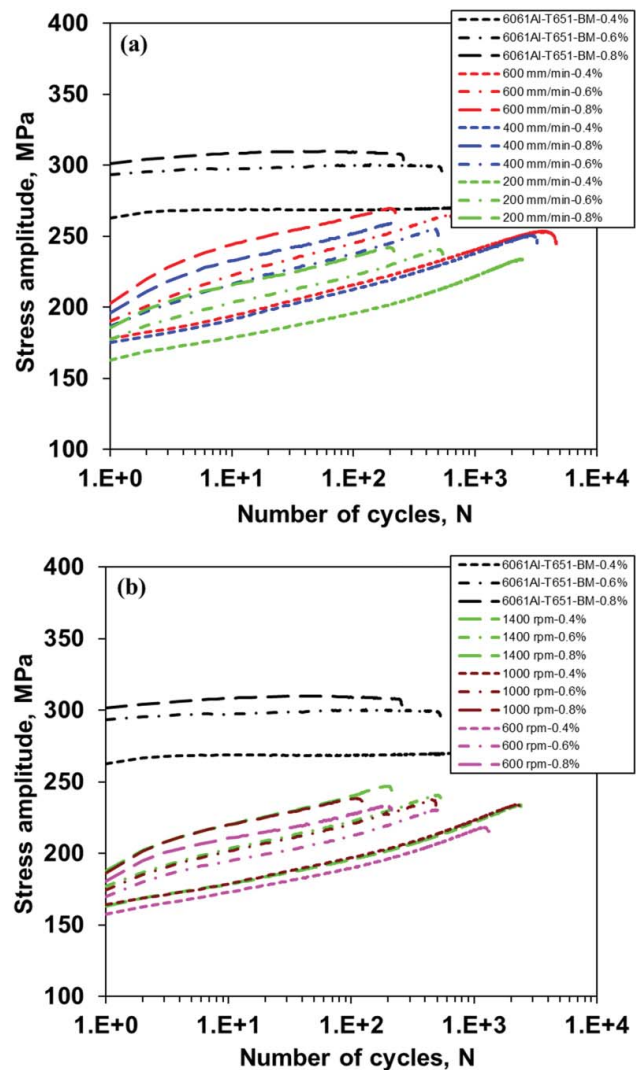 (a)
6061Al-T651-BM-0.4%
6061Al-T651-BM-0.6%
6061Al-T651-BM-0.8%
600 mm/min-0.4%
600 mm/min-0.6%
600 mm/min-0.8%
400 mm/min-0.4%
400 mm/min-0.8%
400 mm/min-0.6%
200 mm/min-0.4%
200 mm/min-0.6%
200 mm/min-0.8%
Stress amplitude, MPa
400
350
300
250
200
150
100
1.E+0
1.E+1
1.E+2
1.E+3
1.E+4
Number of cycles, N
(b)
6061Al-T651-BM-0.4%
6061Al-T651-BM-0.6%
6061Al-T651-BM-0.8%
1400 rpm-0.4%
1400 rpm-0.6%
1400 rpm-0.8%
1000 rpm-0.4%
1000 rpm-0.6%
1000 rpm-0.8%
600 rpm-0.4%
600 rpm-0.6%
600 rpm-0.8%
Stress amplitude, MPa
400
350
300
250
200
150
100
1.E+0
1.E+1
1.E+2
1.E+3
1.E+4
Number of cycles, N